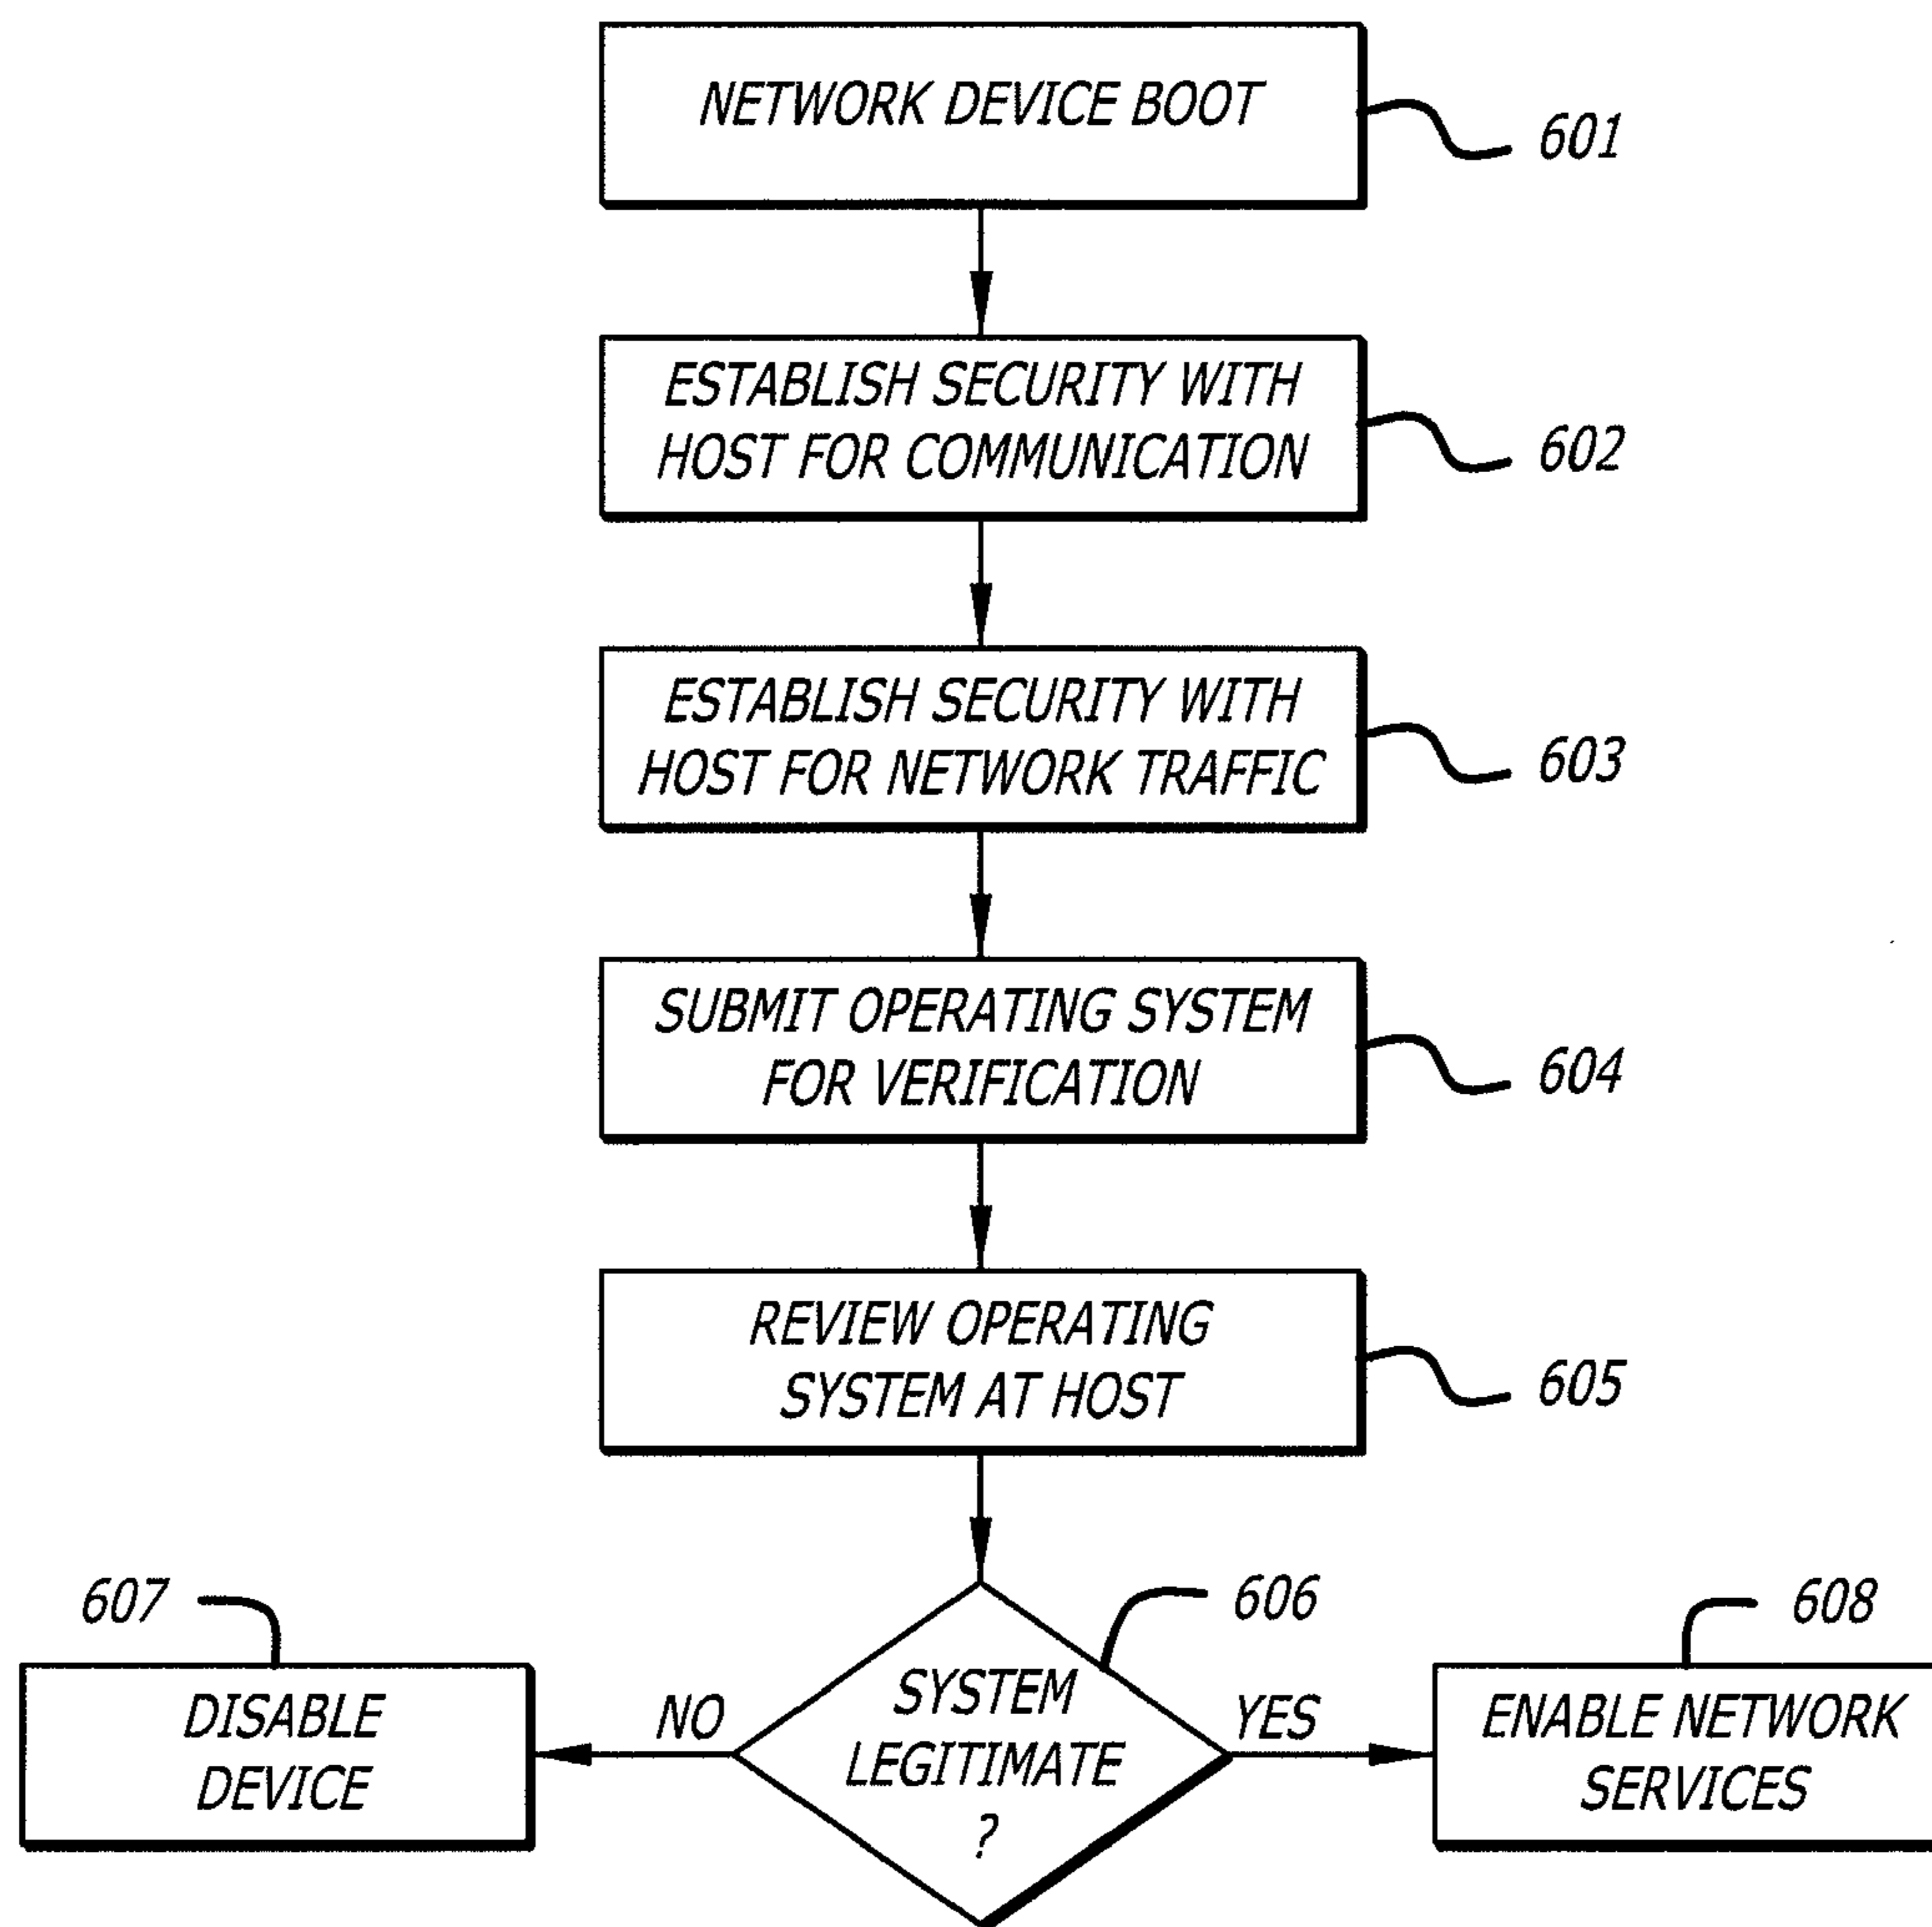 NETWORK DEVICE BOOT
601
ESTABLISH SECURITY WITH
HOST FOR COMMUNICATION
602
ESTABLISH SECURITY WITH
HOST FOR NETWORK TRAFFIC
603
SUBMIT OPERATING SYSTEM
FOR VERIFICATION
604
REVIEW OPERATING
SYSTEM AT HOST
605
607
606
608
DISABLE
DEVICE
NO
SYSTEM
LEGITIMATE
?
YES
ENABLE NETWORK
SERVICES